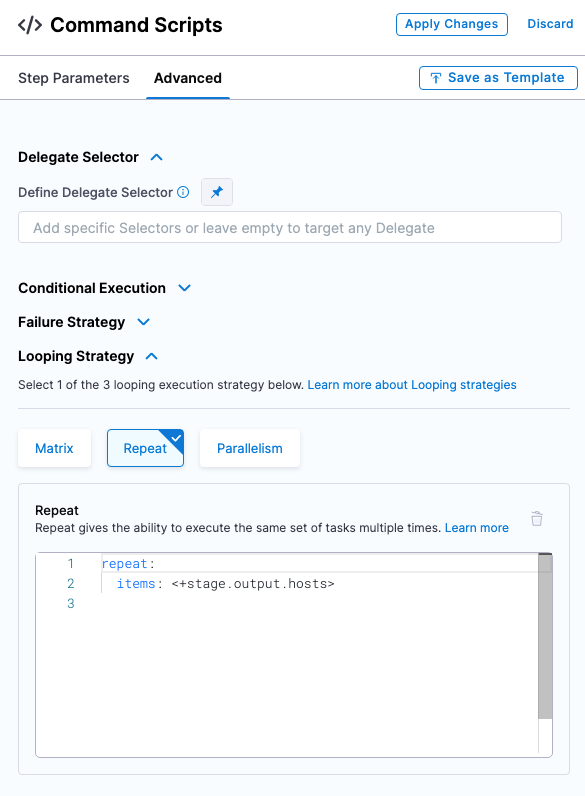 </> Command Scripts
Apply Changes
Discard
Step Parameters
Advanced
Save as Template
Delegate Selector
Define Delegate Selector
Add specific Selectors or leave empty to target any Delegate
Conditional Execution
Failure Strategy
Looping Strategy
Select 1 of the 3 looping execution strategy below. Learn more about Looping strategies
Matrix
Repeat
Parallelism
Repeat
Repeat gives the ability to execute the same set of tasks multiple times. Learn more
1 repeat:
2   items: <+stage.output.hosts>
3